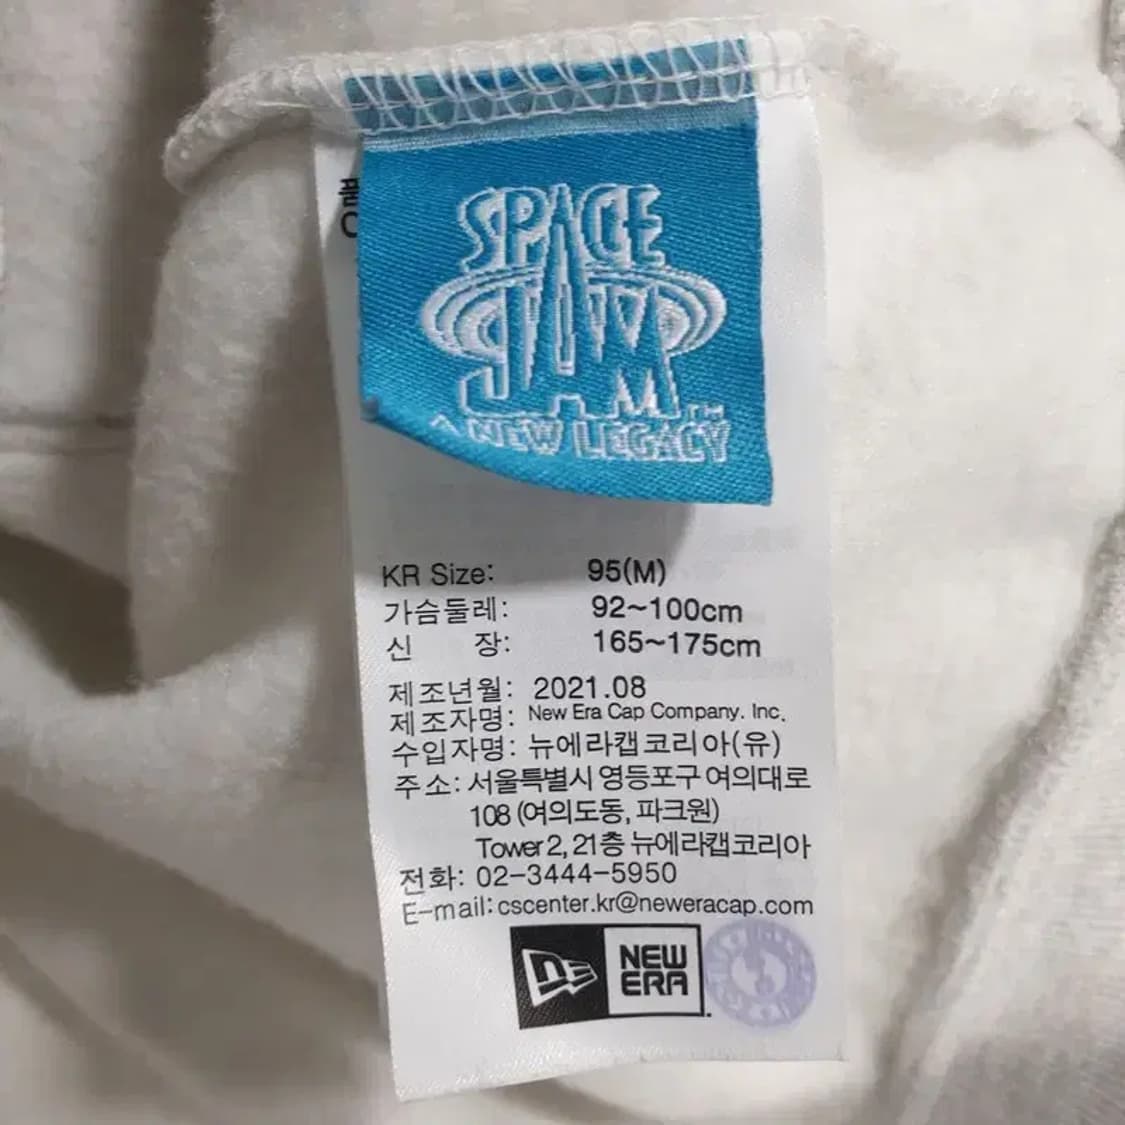 SPACE
JAM
A NEW LEGACY
TM
KR Size: 95(M)
가슴둘레: 92~100cm
신 장: 165~175cm
제조년월: 2021.08
제조자명: New Era Cap Company. Inc.
수입자명: 뉴에라캡코리아(유)
주소: 서울특별시 영등포구 여의대로
108 (여의도동, 파크원)
Tower 2, 21층 뉴에라캡코리아
전화: 02-3444-5950
E-mail: cscenter.kr@neweracap.com
NEW
ERA